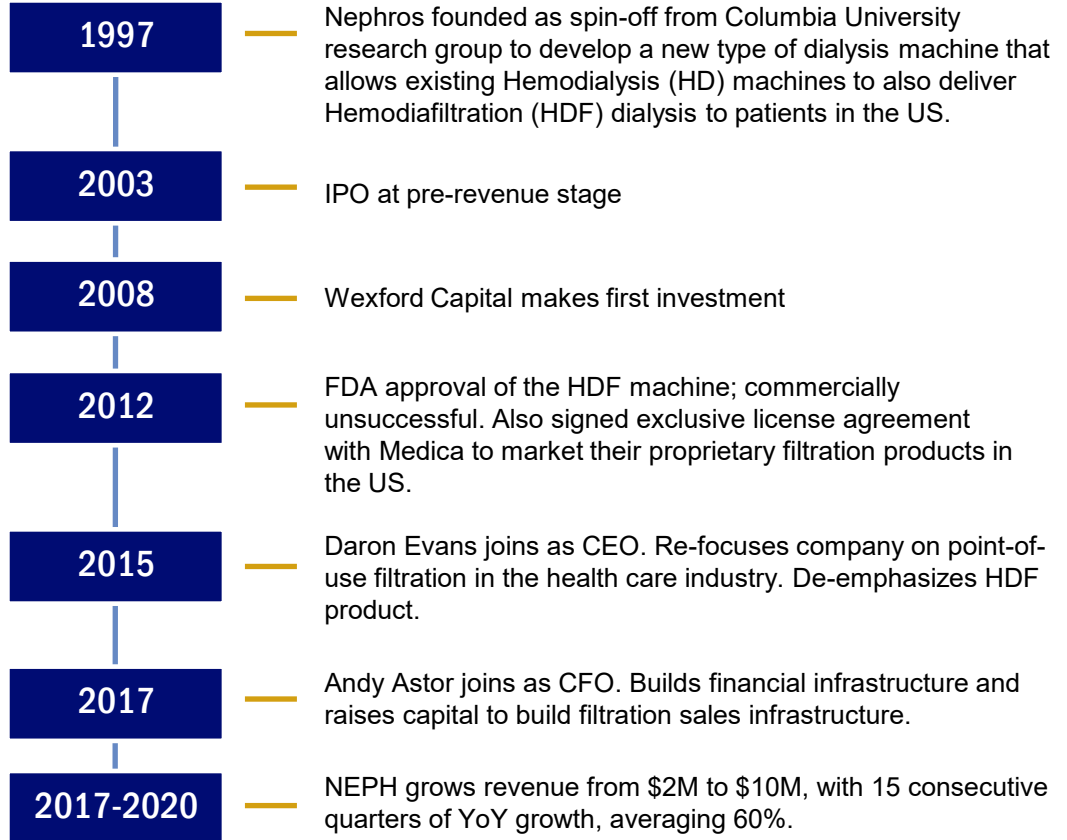 1997
Nephros founded as spin-off from Columbia University
research group to develop a new type of dialysis machine that
allows existing Hemodialysis (HD) machines to also deliver
Hemodiafiltration (HDF) dialysis to patients in the US.
2003
IPO at pre-revenue stage
2008
Wexford Capital makes first investment
2012
FDA approval of the HDF machine; commercially
unsuccessful. Also signed exclusive license agreement
with Medica to market their proprietary filtration products in
the US.
2015
Daron Evans joins as CEO. Re-focuses company on point-of-
use filtration in the health care industry. De-emphasizes HDF
product.
2017
Andy Astor joins as CFO. Builds financial infrastructure and
raises capital to build filtration sales infrastructure.
2017-2020
NEPH grows revenue from $2M to $10M, with 15 consecutive
quarters of YoY growth, averaging 60%.